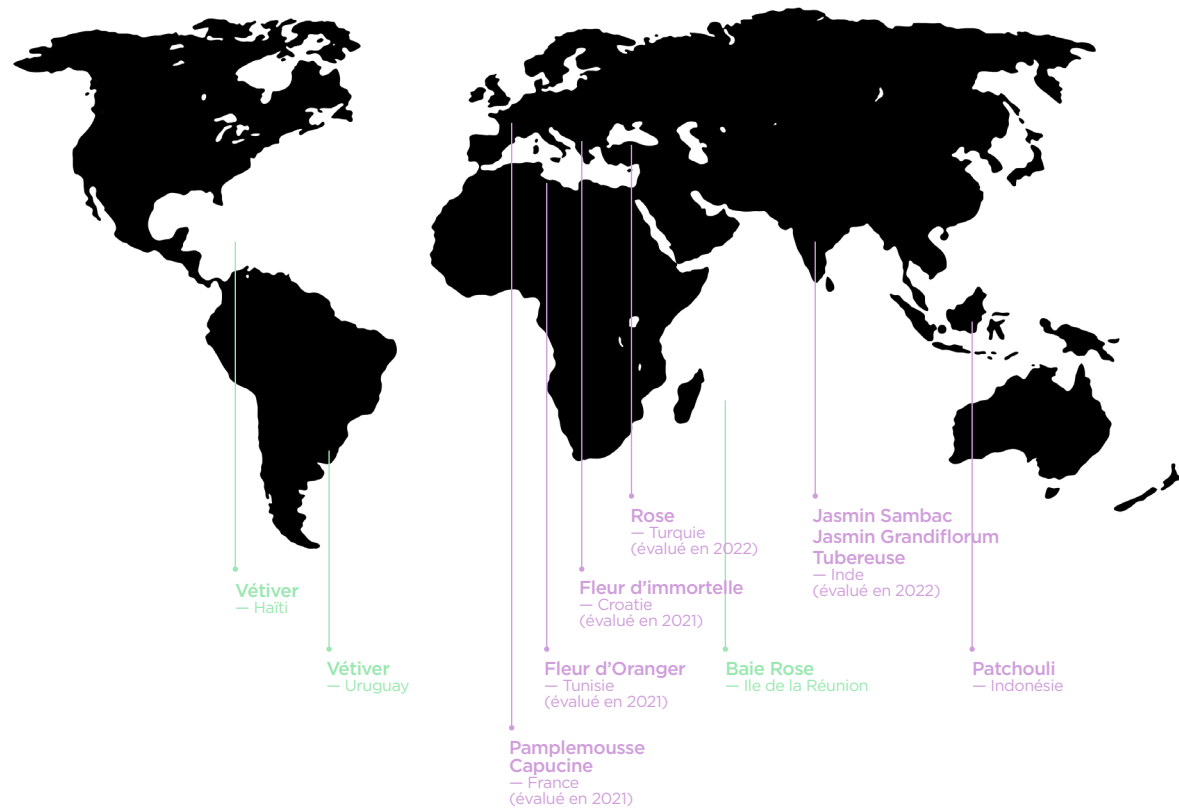 Rose
— Turquie
(évalué en 2022)
Jasmin Sambac
Jasmin Grandiflorum
Tubereuse
— Inde
(évalué en 2022)
Vétiver
— Haïti
Fleur d'immortelle
— Croatie
(évalué en 2021)
Vétiver
— Uruguay
Fleur d'Oranger
— Tunisie
(évalué en 2021)
Baie Rose
— Ile de la Réunion
Patchouli
— Indonésie
Pamplemousse
Capucine
— France
(évalué en 2021)